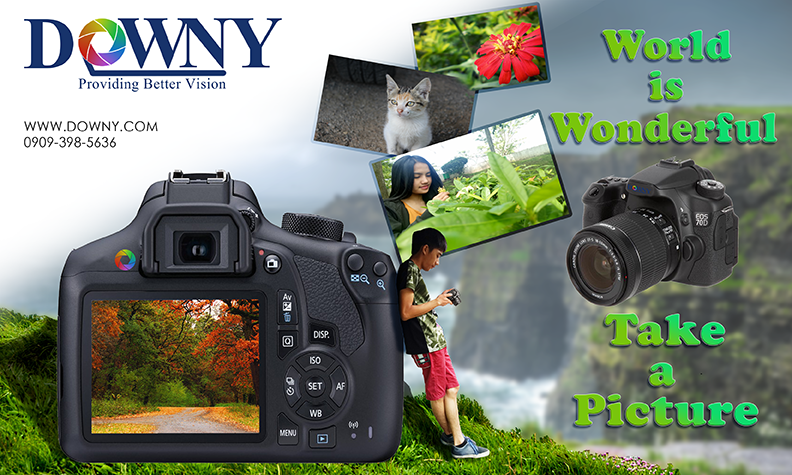 DOWNY
Providing Better Vision
WWW.DOWNY.COM
0909-398-5636
World
is
Wonderful
EOS
70D
Take
a
Picture
Av
DISP.
Q
ISO
SET
AF
WB
MENU